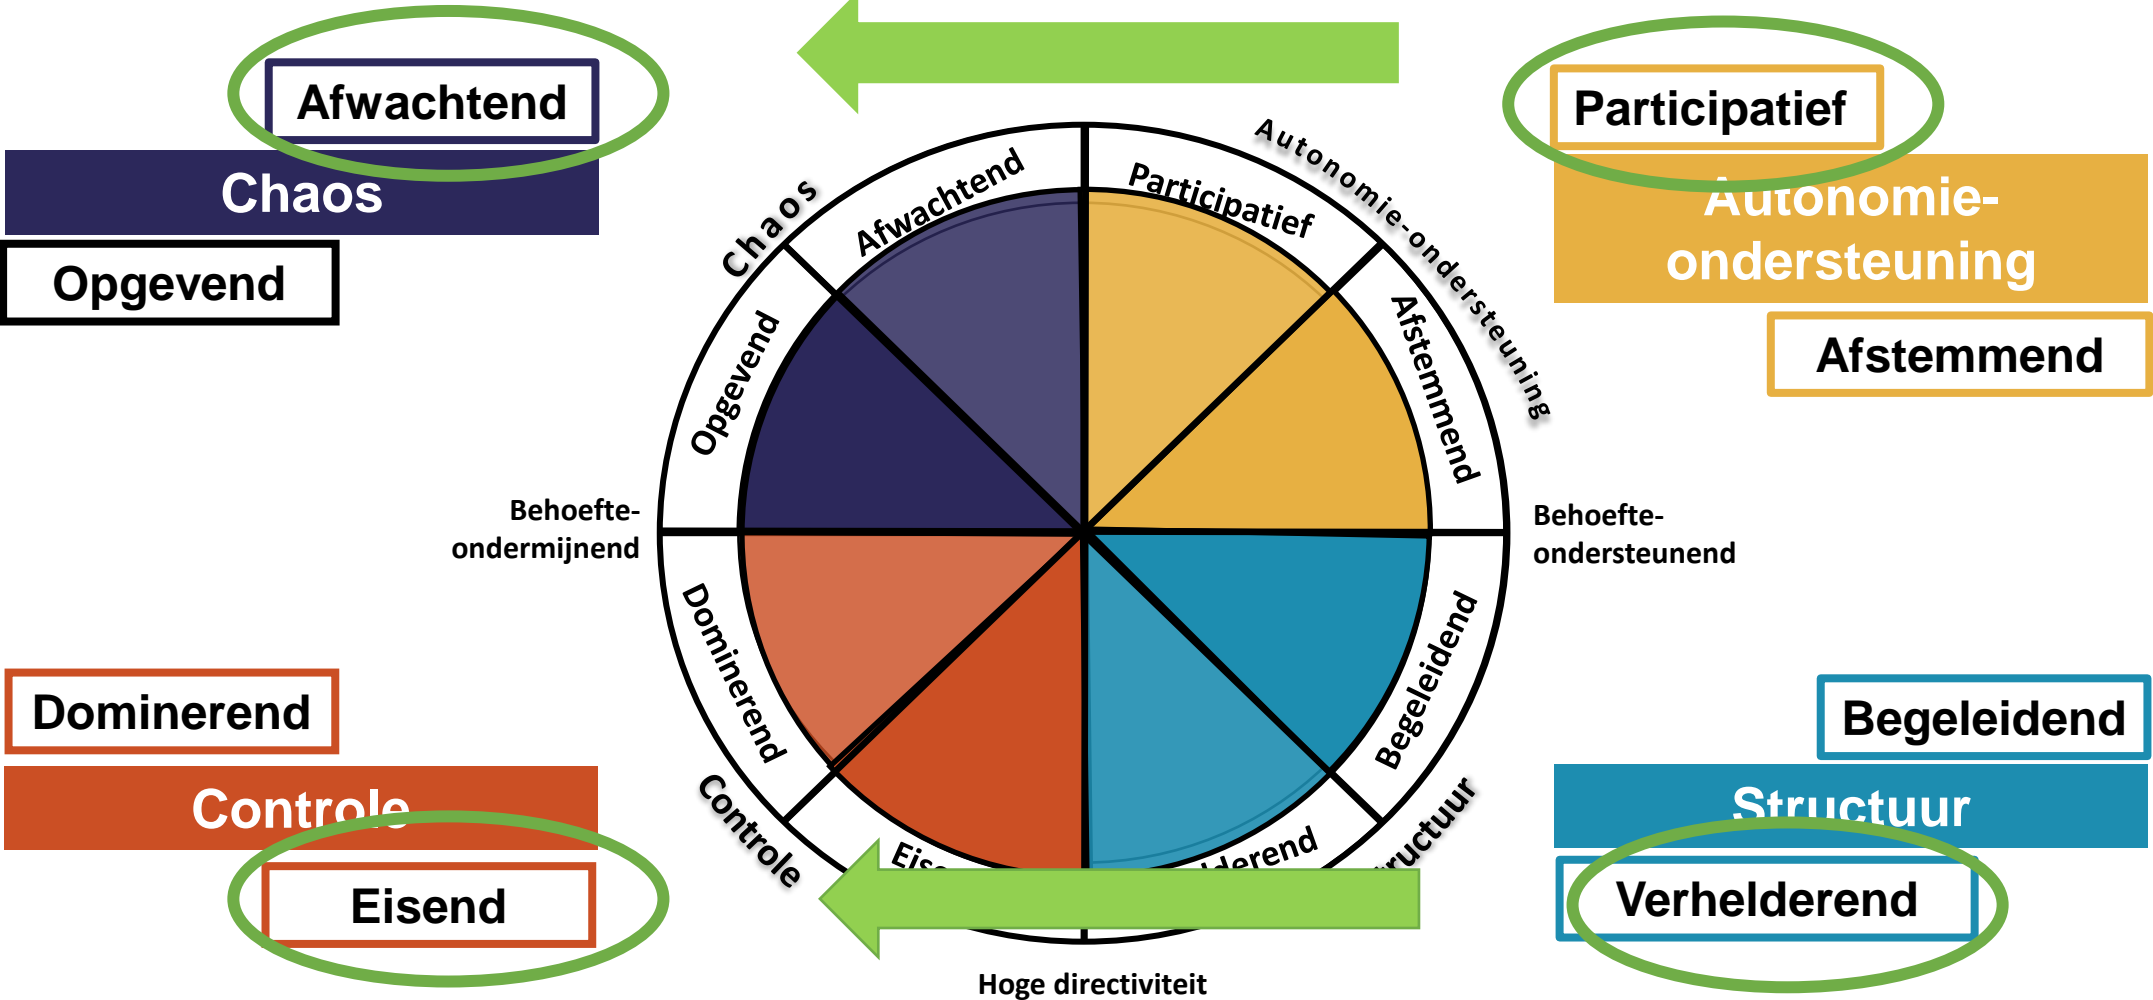 Afwachtend
Chaos
Opgevend
Participatief
Autonomie-
ondersteuning
Afstemmend
Chaos
Afwachtend
Participatief
Autonomie-ondersteuning
Opgevend
Afstemmend
Behoefte-
ondermijnend
Behoefte-
ondersteunend
Dominerend
Begeleidend
Controle
Dominerend
Controle
Eisend
Begeleidend
Structuur
Verhelderend
Hoge directiviteit